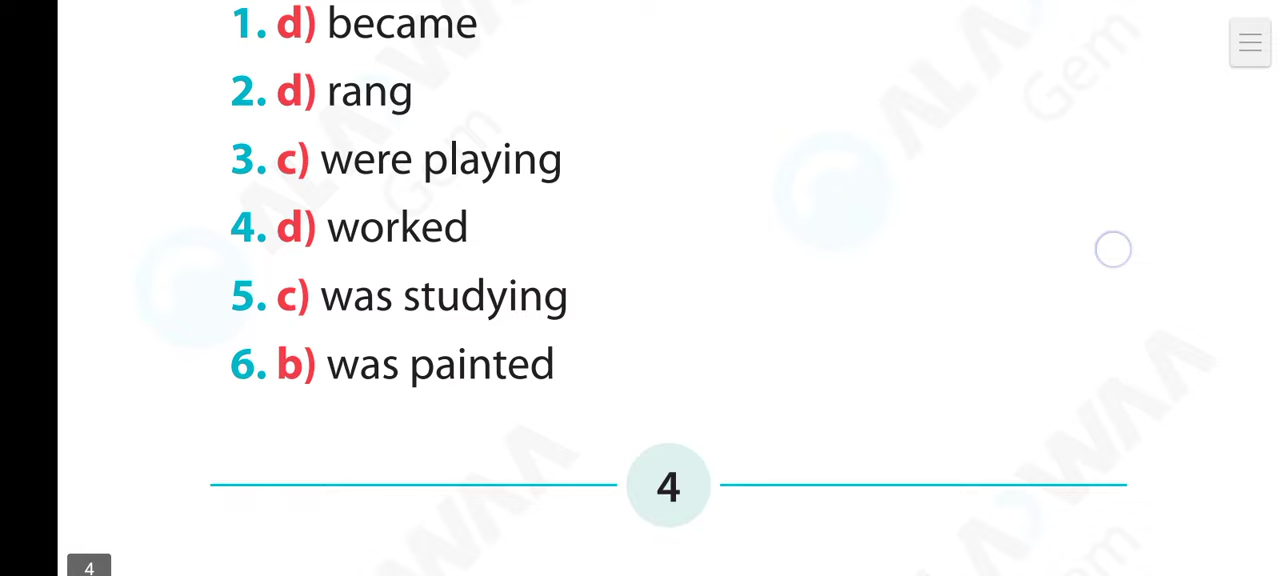 1. d) became
2. d) rang
3. c) were playing
4. d) worked
5. c) was studying
6. b) was painted
4
4